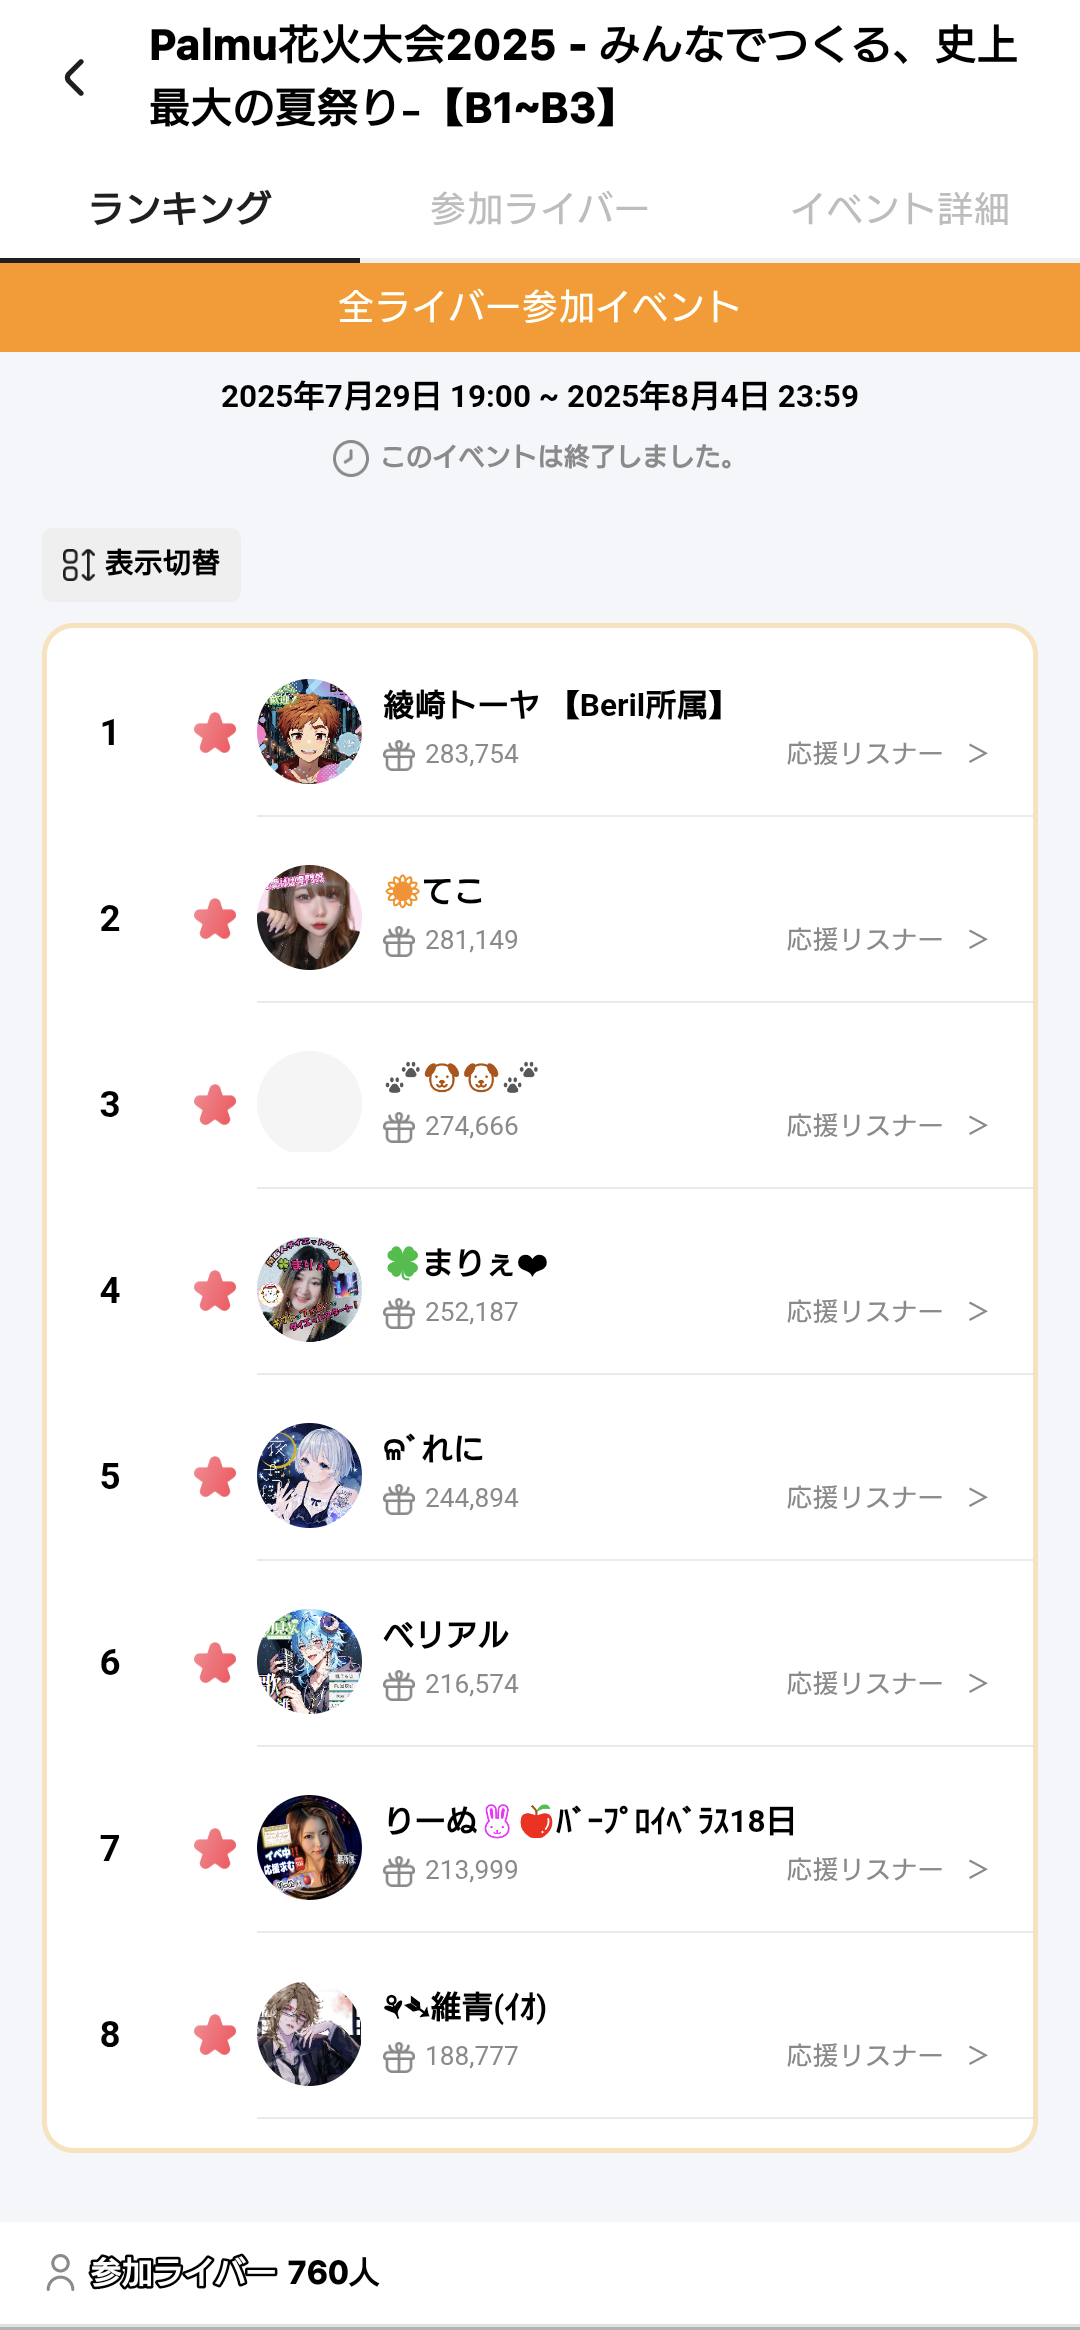 Palmu花火大会2025 - みんなでつくる、史上
最大の夏祭り-【B1~B3】
ランキング
参加ライバー
イベント詳細
全ライバー参加イベント
2025年7月29日 19:00 ~ 2025年8月4日 23:59
このイベントは終了しました。
表示切替
1
綾崎トーヤ 【Beril所属】
283,754
応援リスナー >
2
🌻てこ
281,149
応援リスナー >
3
🐾🐶🐶🐾
274,666
応援リスナー >
4
🍀まりぇ❤
252,187
応援リスナー >
5
れに
244,894
応援リスナー >
6
ベリアル
216,574
応援リスナー >
7
りーぬ🐰🍎ﾊﾞｰﾌﾟﾛｲﾍﾞﾗｽ18日
213,999
応援リスナー >
8
維青(ｲｵ)
188,777
応援リスナー >
参加ライバー 760人